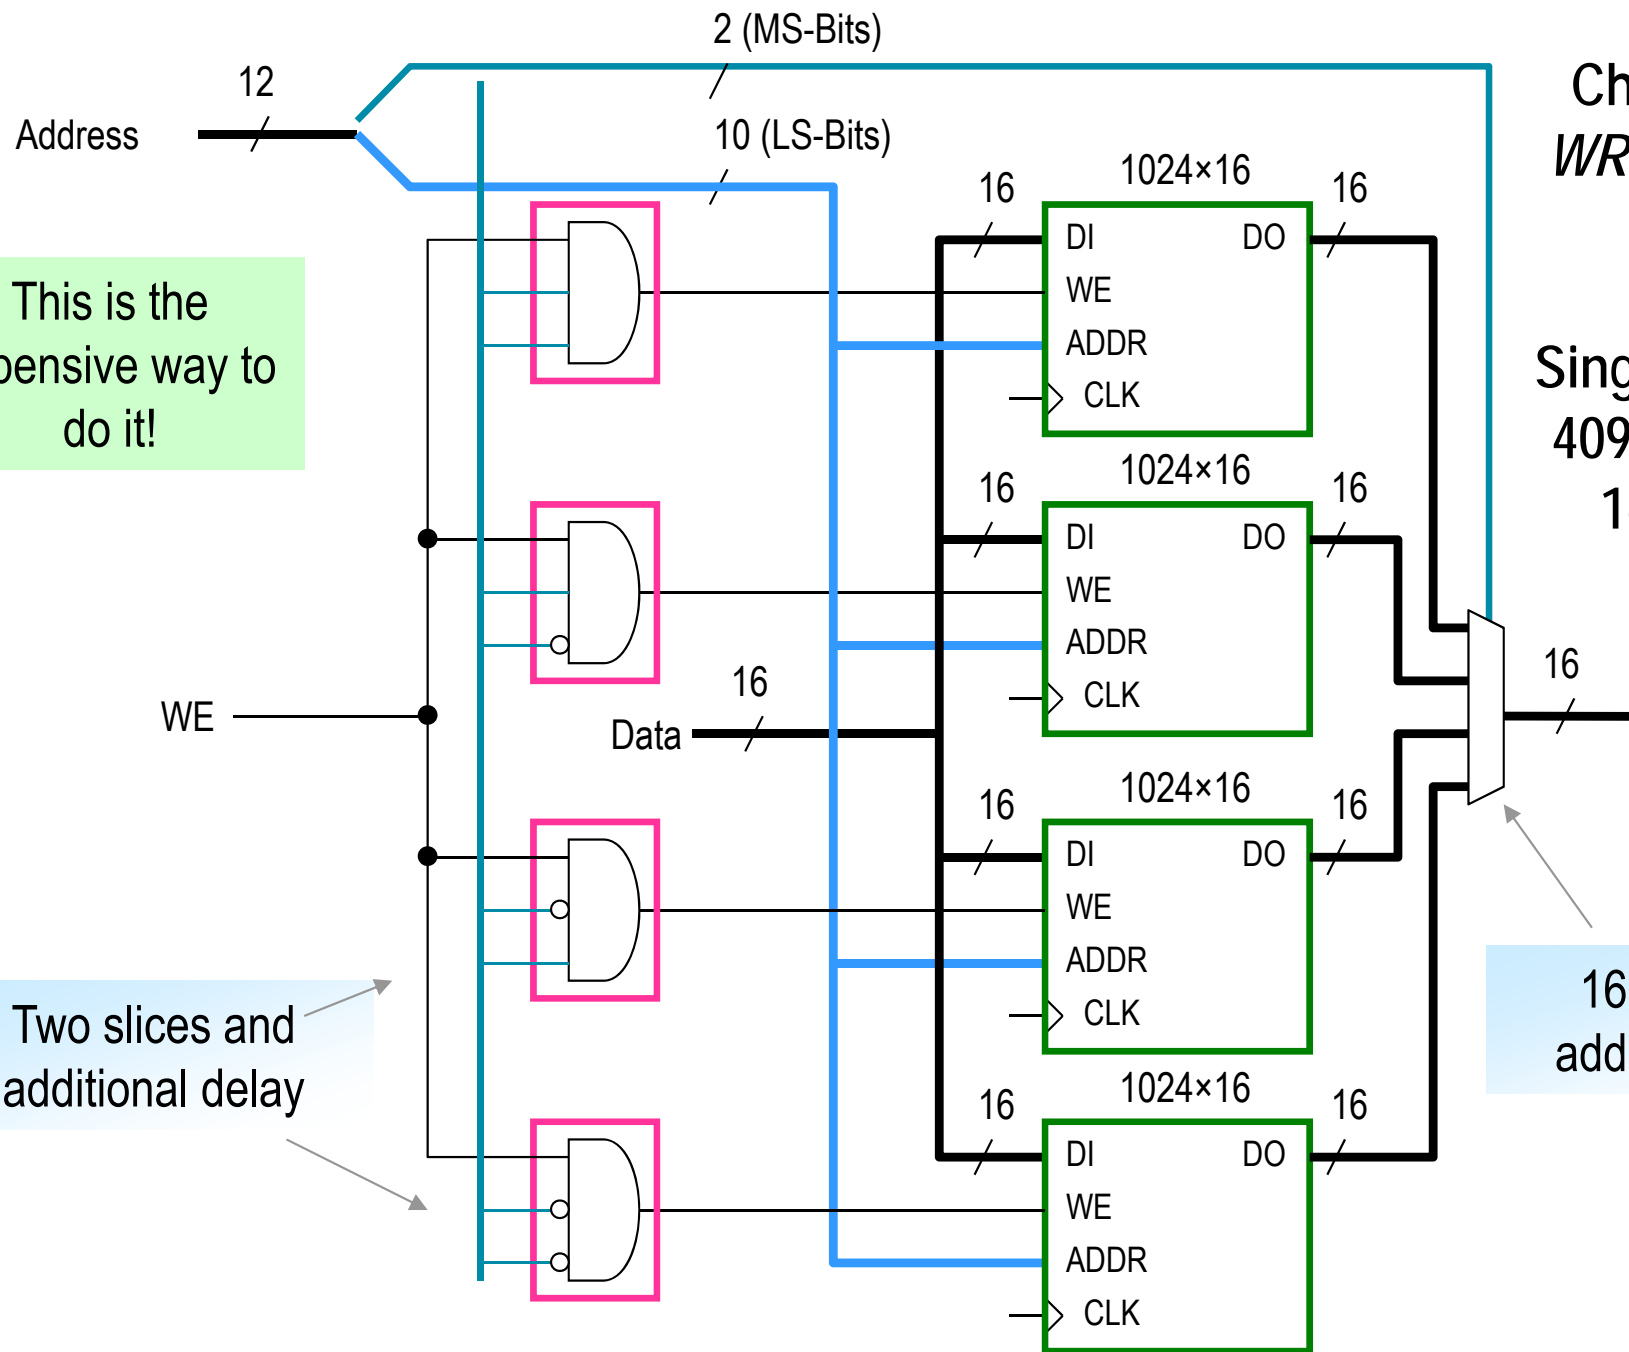 2 (MS-Bits)
12
Address
10 (LS-Bits)
This is the
way to
do it!
1024×16
16
16
DI
DO
WE
ADDR
CLK
1024×16
16
16
DI
DO
WE
ADDR
CLK
WE
16
Data
16
1024×16
16
16
DI
DO
WE
ADDR
CLK
Two slices and
additional delay
1024×16
16
16
DI
DO
WE
ADDR
CLK
16